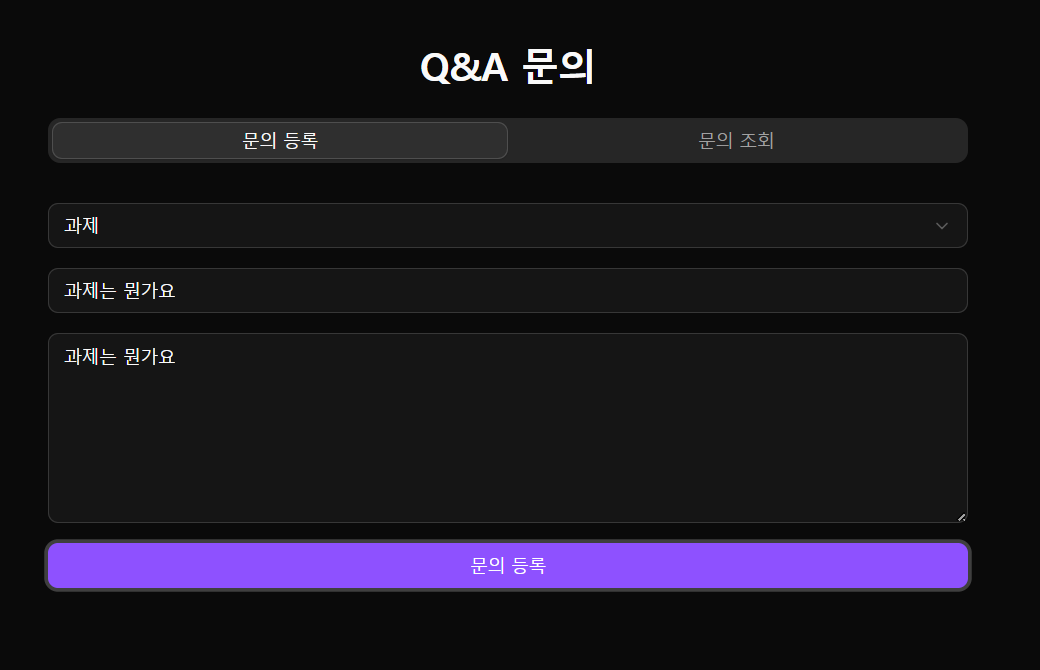 Q&A 문의
문의 등록
문의 조회
과제
과제는 뭔가요
과제는 뭔가요
문의 등록